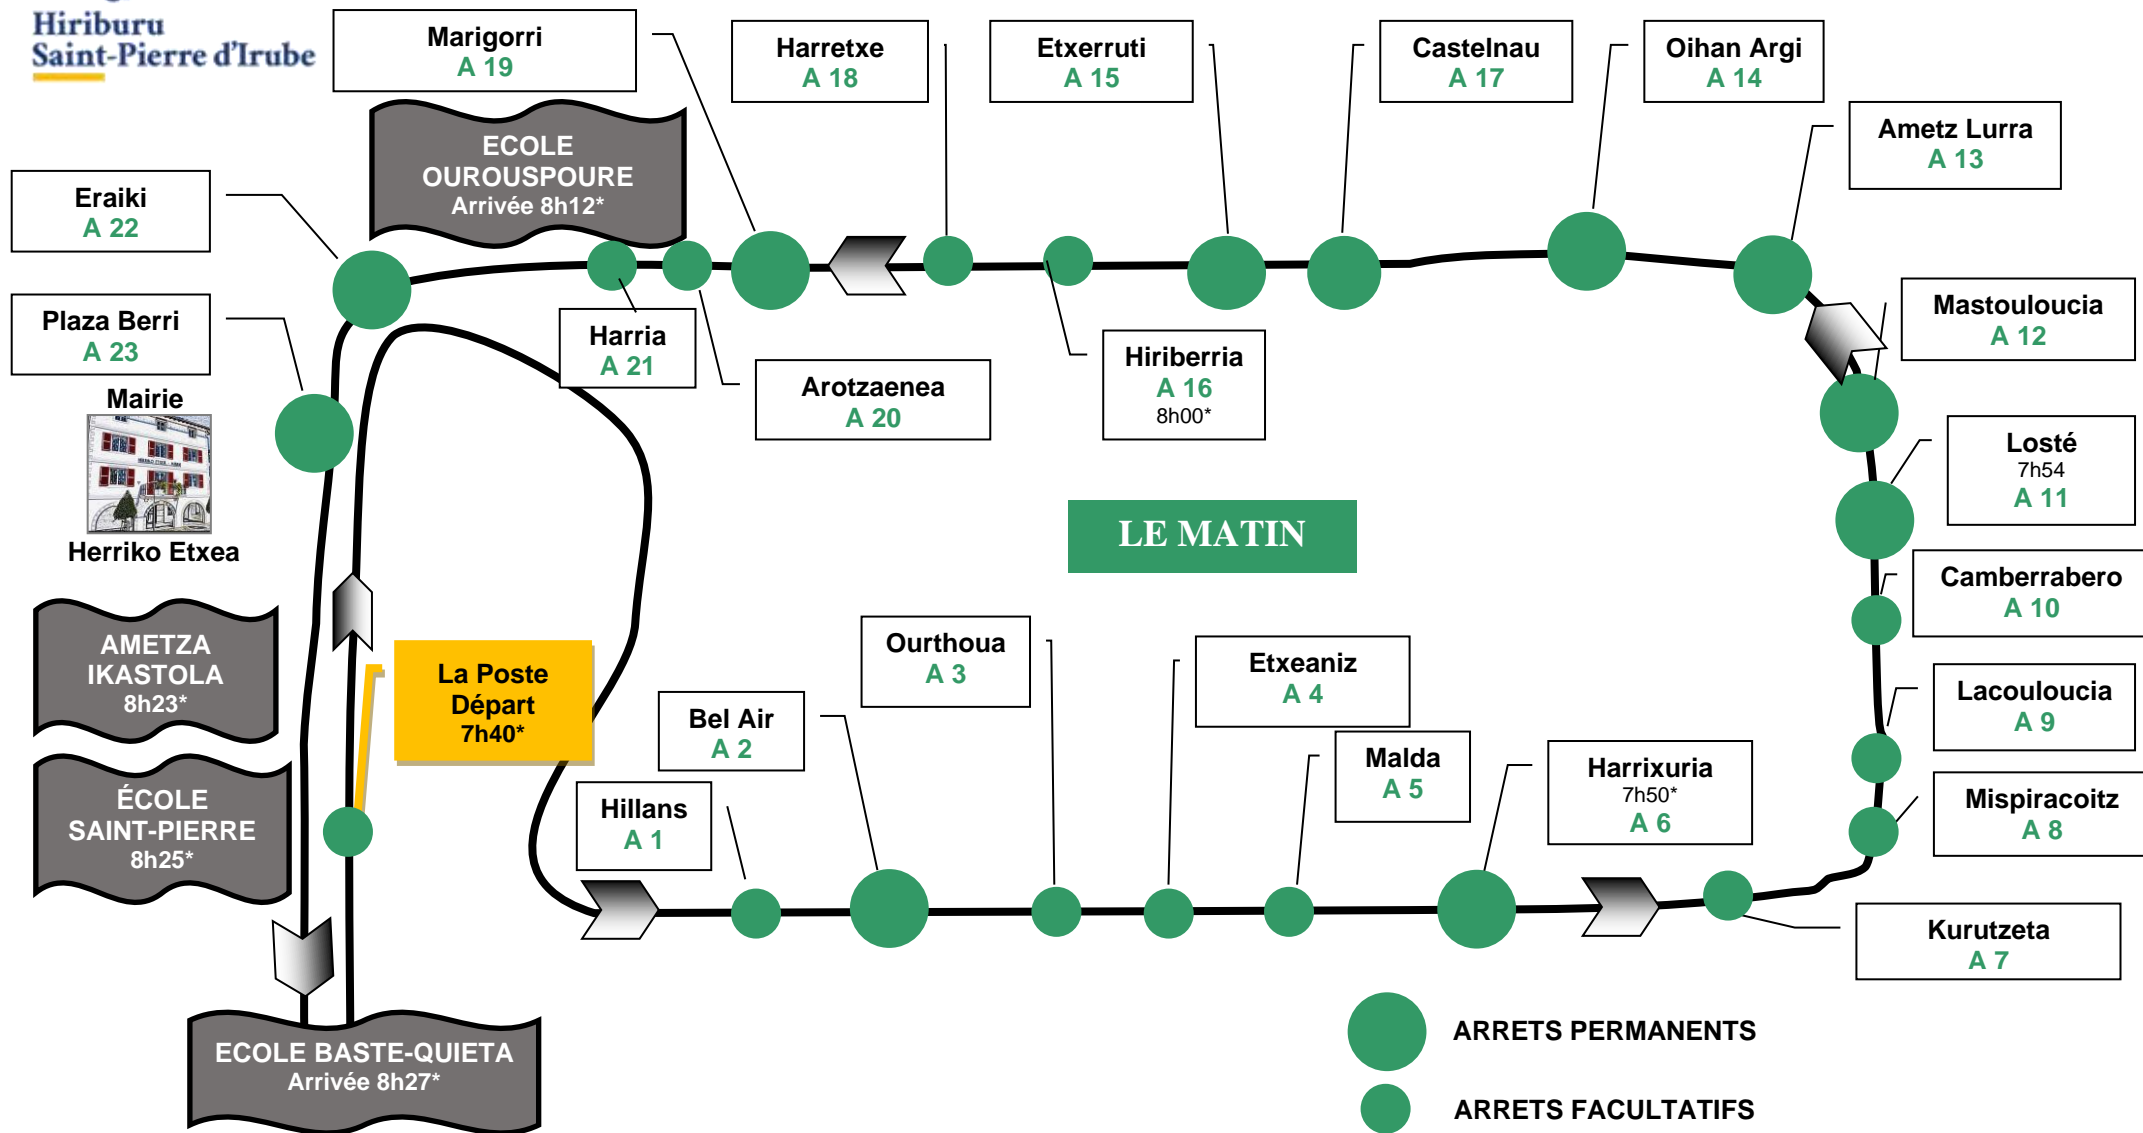 Hiriburu
Saint-Pierre d'Irube
Marigorri
A 19
Harretxe
A 18
Etxerruti
A 15
Castelnau
A 17
Oihan Argi
A 14
Ametz Lurra
A 13
ECOLE
OUROUSPOURE
Arrivée 8h12*
Eraiki
A 22
Plaza Berri
A 23
Mairie
Herriko Etxea
Harria
A 21
Arotzaenea
A 20
Hiriberria
A 16
8h00*
Mastouloucia
A 12
Losté
7h54
A 11
LE MATIN
Camberrabero
A 10
AMETZA
IKASTOLA
8h23*
La Poste
Départ
7h40*
Ourthoua
A 3
Etxeaniz
A 4
Lacouloucia
A 9
Bel Air
A 2
Malda
A 5
Harrixuria
7h50*
A 6
ÉCOLE
SAINT-PIERRE
8h25*
Hillans
A 1
Mispiracoitz
A 8
Kurutzeta
A 7
ECOLE BASTE-QUIETA
Arrivée 8h27*
ARRETS PERMANENTS
ARRETS FACULTATIFS